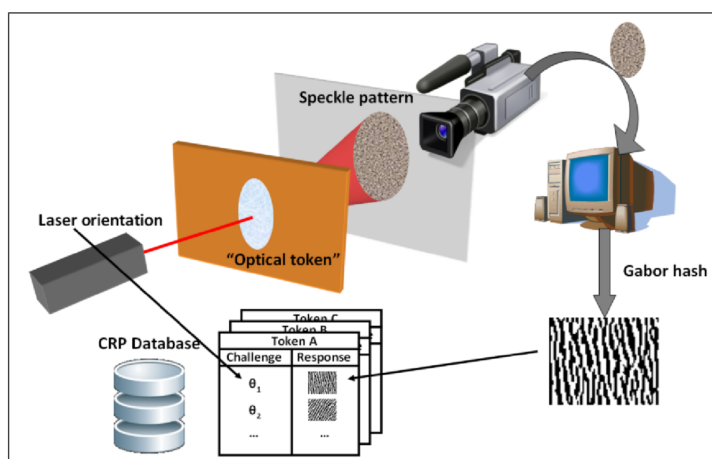 Speckle pattern
Laser orientation
“Optical token”
Gabor hash
CRP Database
Token C
Token B
Token A
Challenge Response
θ1
θ2
... ...